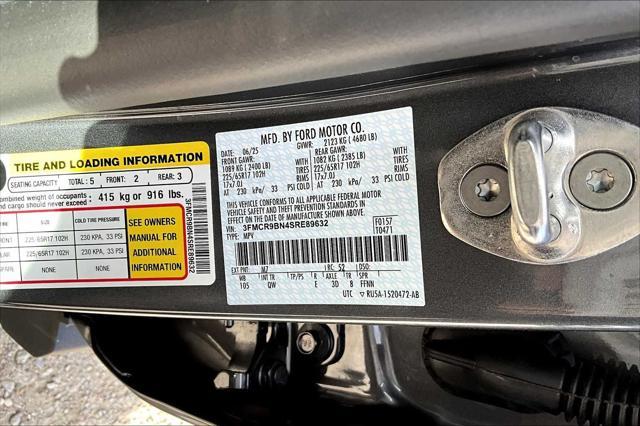 TIRE AND LOADING INFORMATION
SEATING CAPACITY TOTAL: 5 FRONT: 2 REAR: 3
ombined weight of occupants :
nd cargo should never exceed : 415 kg or 916 lbs.
SIZE COLD TIRE PRESSURE
RONT 225/65R17 102H 230 KPA, 33 PSI
225/65R17 102H 230 KPA, 33 PSI
SPARE NONE NONE
SEE OWNERS
MANUAL FOR
ADDITIONAL
INFORMATION
3FMCR9BN4SRE89632
MFD. BY FORD MOTOR CO.
DATE: 06/25 GVWR: 2123 KG (4680 LB)
FRONT GAWR: REAR GAWR:
1089 KG (2400 LB) WITH 1082 KG (2385 LB) WITH
225/65R17 102H TIRES 225/65R17 102H TIRES
17x7.0J RIMS 17x7.0J RIMS
AT 230 kPa/ 33 PSI COLD AT 230 kPa/ 33 PSI COLD
THIS VEHICLE CONFORMS TO ALL APPLICABLE FEDERAL MOTOR
VEHICLE SAFETY, BUMPER, AND THEFT PREVENTION STANDARDS
IN EFFECT ON THE DATE OF MANUFACTURE SHOWN ABOVE.
VIN: 3FMCR9BN4SRE89632 F0157
TYPE: MPV T0471
EXT PNT: M7 RC: 52 DSO:
WB INT TR TP/PS R AXLE TR SPR
105 QW E 3D 8 FFNN
UTC RU5A-1520472-AB